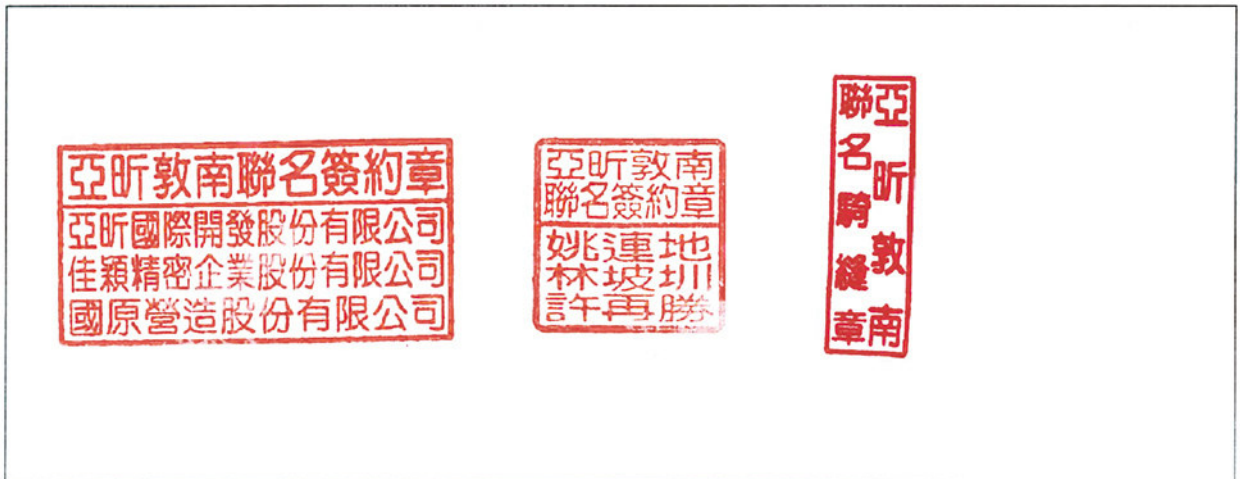 亞昕敦南聯名簽約章
亞昕國際開發股份有限公司
佳穎精密企業股份有限公司
國原營造股份有限公司
亞昕敦南
聯名簽約章
姚連地
林坡圳
許再勝
亞昕敦南
聯名騎縫章